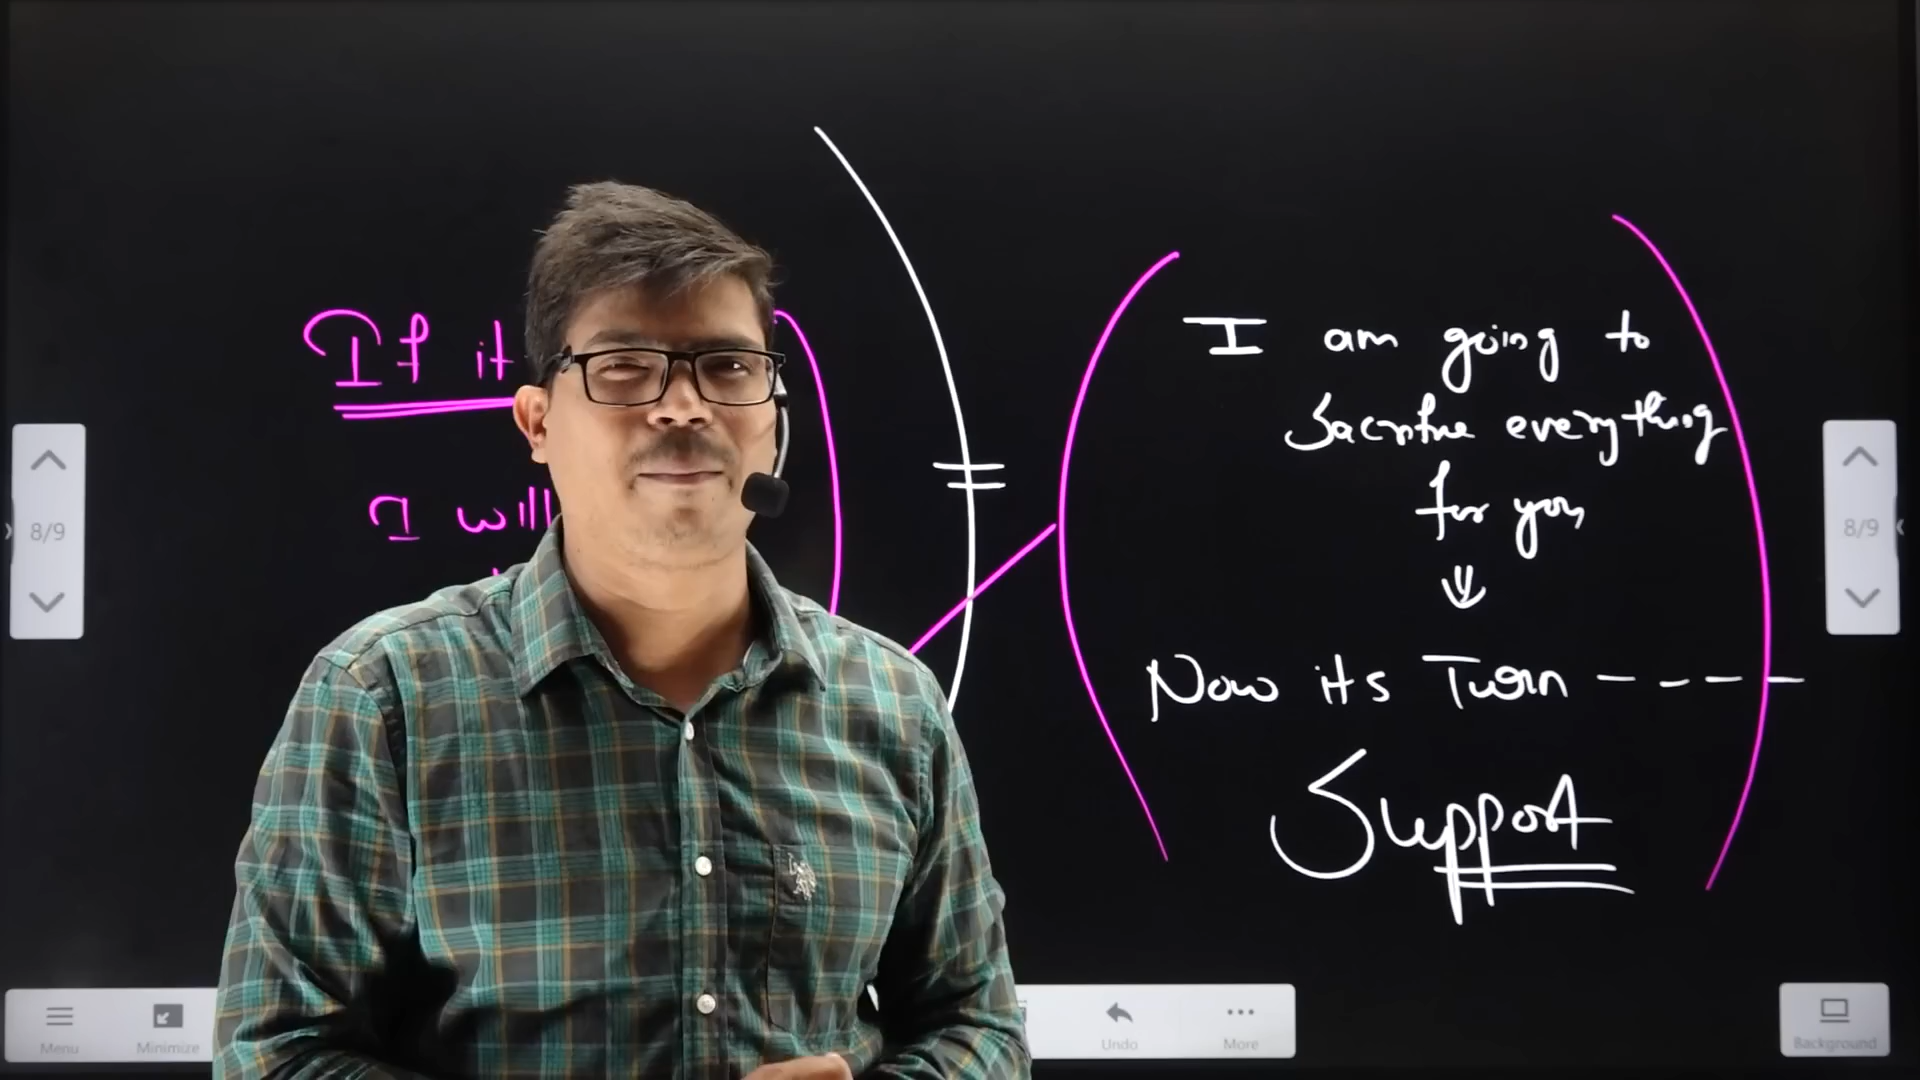 If it
I will
I am going to
Sacrifice everything
for you
Now its Turn - - - -
Support
8/9
8/9
Menu
Minimize
Undo
More
Background